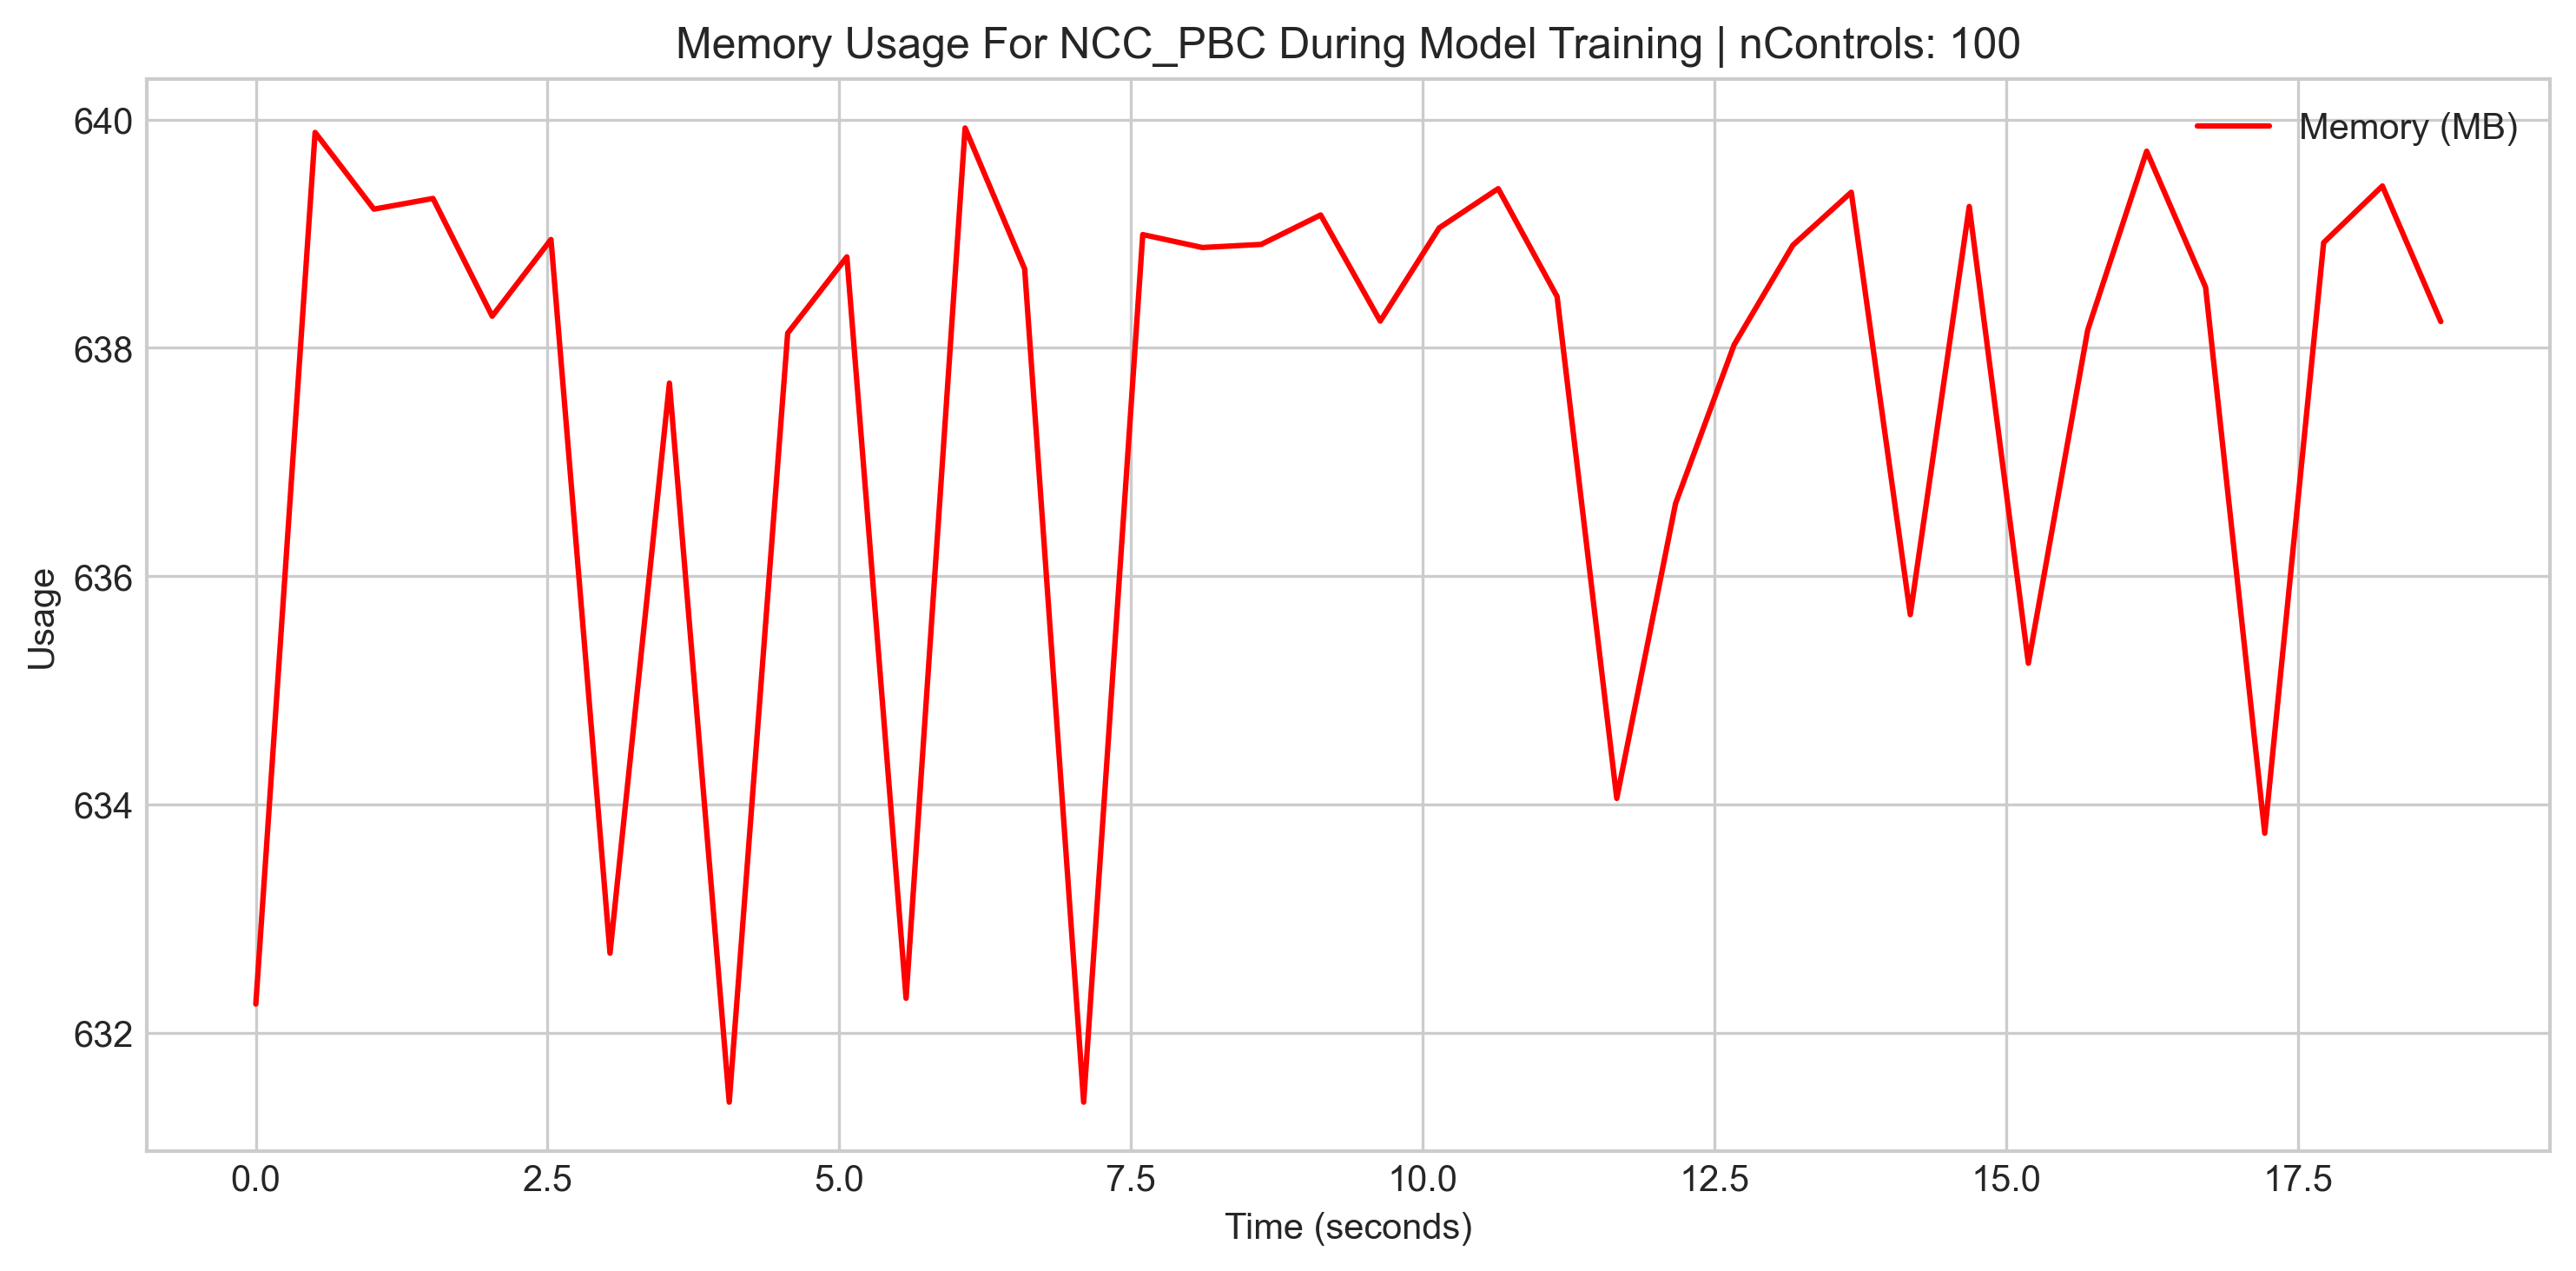 Memory Usage For NCC_PBC During Model Training | nControls: 100
Memory (MB)
640
638
636
634
632
Usage
0.0 2.5 5.0 7.5 10.0 12.5 15.0 17.5
Time (seconds)